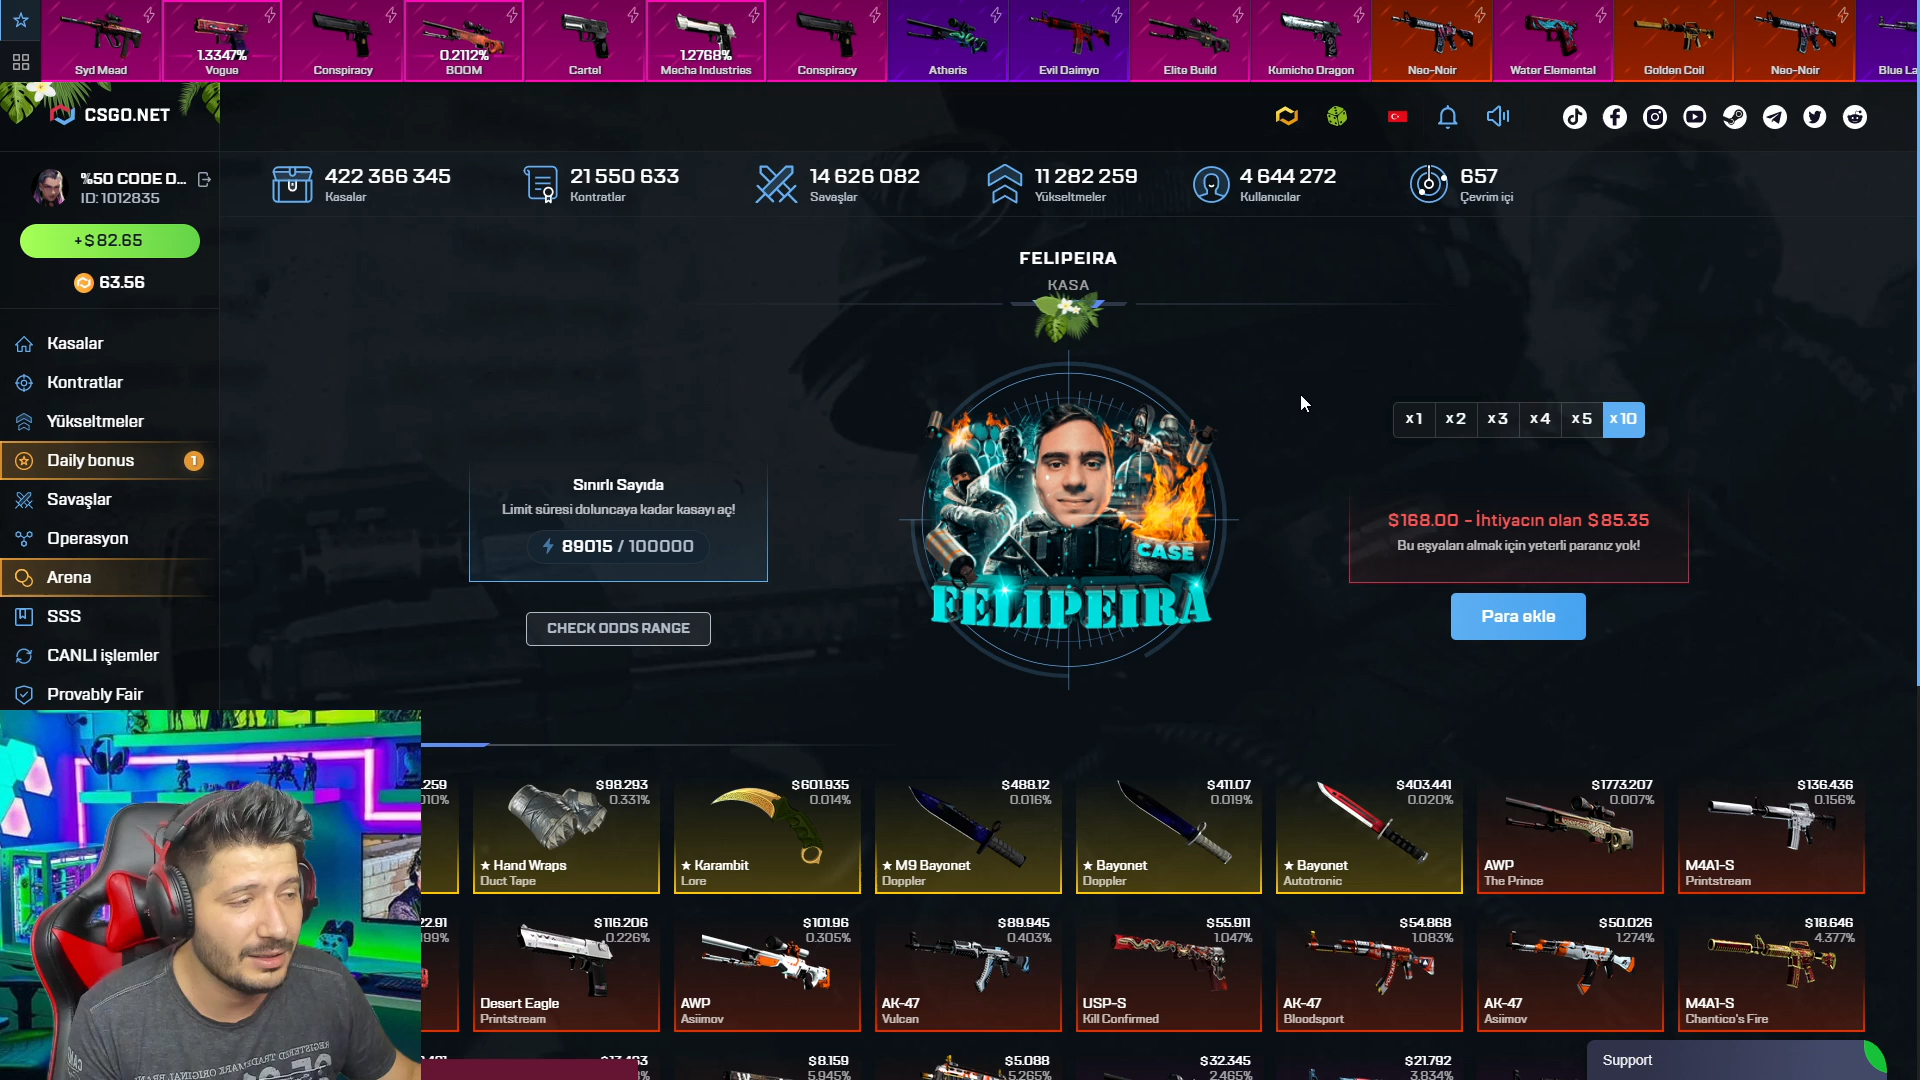 Syd Mead
1.3347%
Vogue
Conspiracy
0.2112%
BOOM
Cartel
1.2768%
Mecha Industries
Conspiracy
Atheris
Evil Daimyo
Elite Build
Kumicho Dragon
Neo-Noir
Water Elemental
Golden Coil
Neo-Noir
Blue La
CSGO.NET
%50 CODE D...
ID: 1012835
+$82.65
63.56
422 366 345
Kasalar
21 550 633
Kontratlar
14 626 082
Savaşlar
11 282 259
Yükseltmeler
4 644 272
Kullanıcılar
657
Çevrim içi
FELIPEIRA
KASA
Kasalar
Kontratlar
Yükseltmeler
Daily bonus 1
Savaşlar
Operasyon
Arena
SSS
CANLI işlemler
Provably Fair
Sınırlı Sayıda
Limit süresi doluncaya kadar kasayı aç!
89015 / 100000
CHECK ODDS RANGE
CASE
FELIPEIRA
x1 x2 x3 x4 x5 x10
$168.00 - İhtiyacın olan $85.35
Bu eşyaları almak için yeterli paranız yok!
Para ekle
.259
$98.293
0.331%
★ Hand Wraps
Duct Tape
$601.935
0.014%
★ Karambit
Lore
$488.12
0.016%
★ M9 Bayonet
Doppler
$411.07
0.019%
★ Bayonet
Doppler
$403.441
0.020%
★ Bayonet
Autotronic
$1773.207
0.007%
AWP
The Prince
$136.436
0.156%
M4A1-S
Printstream
22.91
$116.206
0.226%
Desert Eagle
Printstream
$101.96
0.305%
AWP
Asiimov
$89.945
0.403%
AK-47
Vulcan
$55.911
1.047%
USP-S
Kill Confirmed
$54.868
1.083%
AK-47
Bloodsport
$50.026
1.274%
AK-47
Asiimov
$18.646
4.377%
M4A1-S
Chantico's Fire
$8.159
5.945%
$5.088
5.265%
$32.345
2.465%
$21.792
3.834%
Support